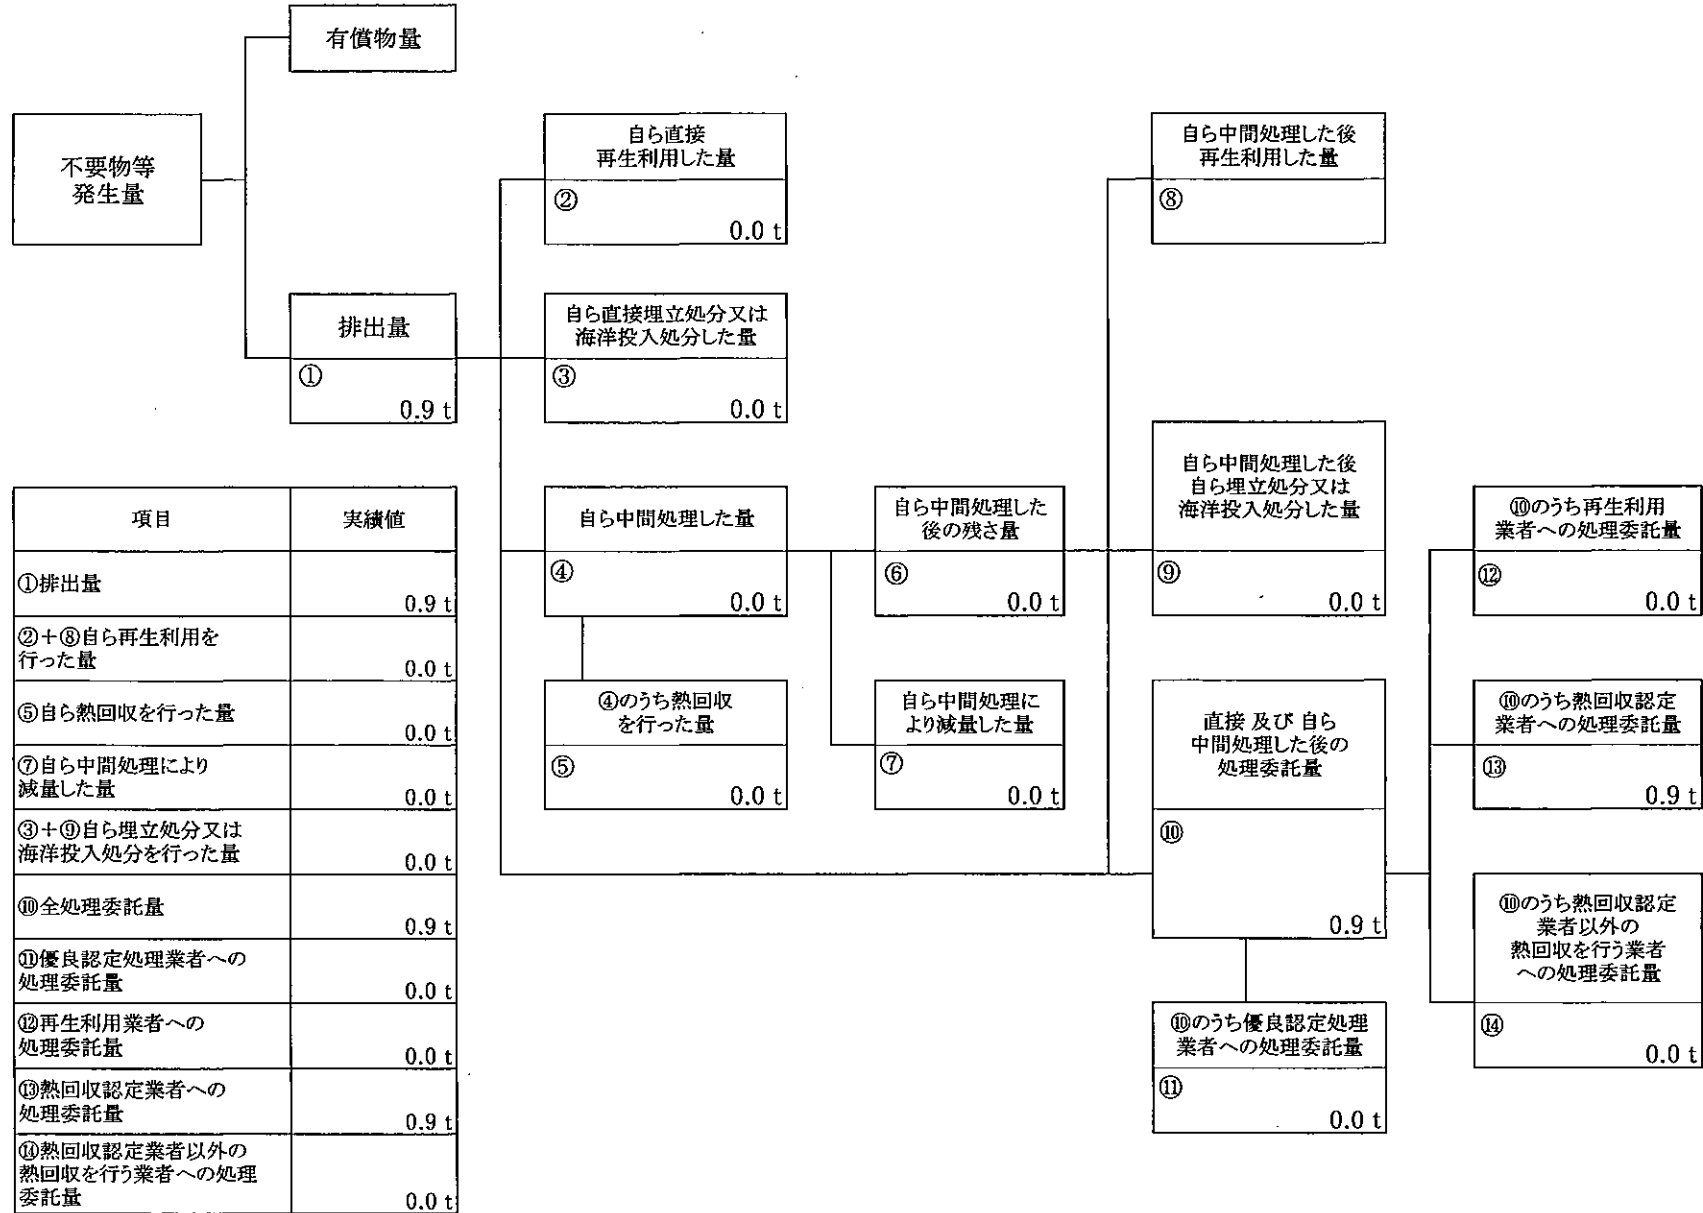 有償物量
不要物等
発生量
自ら直接
再生利用した量
②
0.0 t
自ら中間処理した後
再生利用した量
⑧
排出量
①
0.9 t
自ら直接埋立処分又は
海洋投入処分した量
③
0.0 t
自ら中間処理した量
④
0.0 t
自ら中間処理した
後の残さ量
⑥
0.0 t
自ら中間処理した後
自ら埋立処分又は
海洋投入処分した量
⑨
0.0 t
⑩のうち再生利用
業者への処理委託量
⑫
0.0 t
④のうち熱回収
を行った量
⑤
0.0 t
自ら中間処理に
より減量した量
⑦
0.0 t
直接 及び 自ら
中間処理した後の
処理委託量
⑩
0.9 t
⑩のうち熱回収認定
業者への処理委託量
⑬
0.9 t
⑩のうち熱回収認定
業者以外の
熱回収を行う業者
への処理委託量
⑭
0.0 t
⑩のうち優良認定処理
業者への処理委託量
⑪
0.0 t
項目 実績値
①排出量
0.9 t
②+⑧自ら再生利用を
行った量
0.0 t
⑤自ら熱回収を行った量
0.0 t
⑦自ら中間処理により
減量した量
0.0 t
③+⑨自ら埋立処分又は
海洋投入処分を行った量
0.0 t
⑩全処理委託量
0.9 t
⑪優良認定処理業者への
処理委託量
0.0 t
⑫再生利用業者への
処理委託量
0.0 t
⑬熱回収認定業者への
処理委託量
0.9 t
⑭熱回収認定業者以外の
熱回収を行う業者への処理
委託量
0.0 t